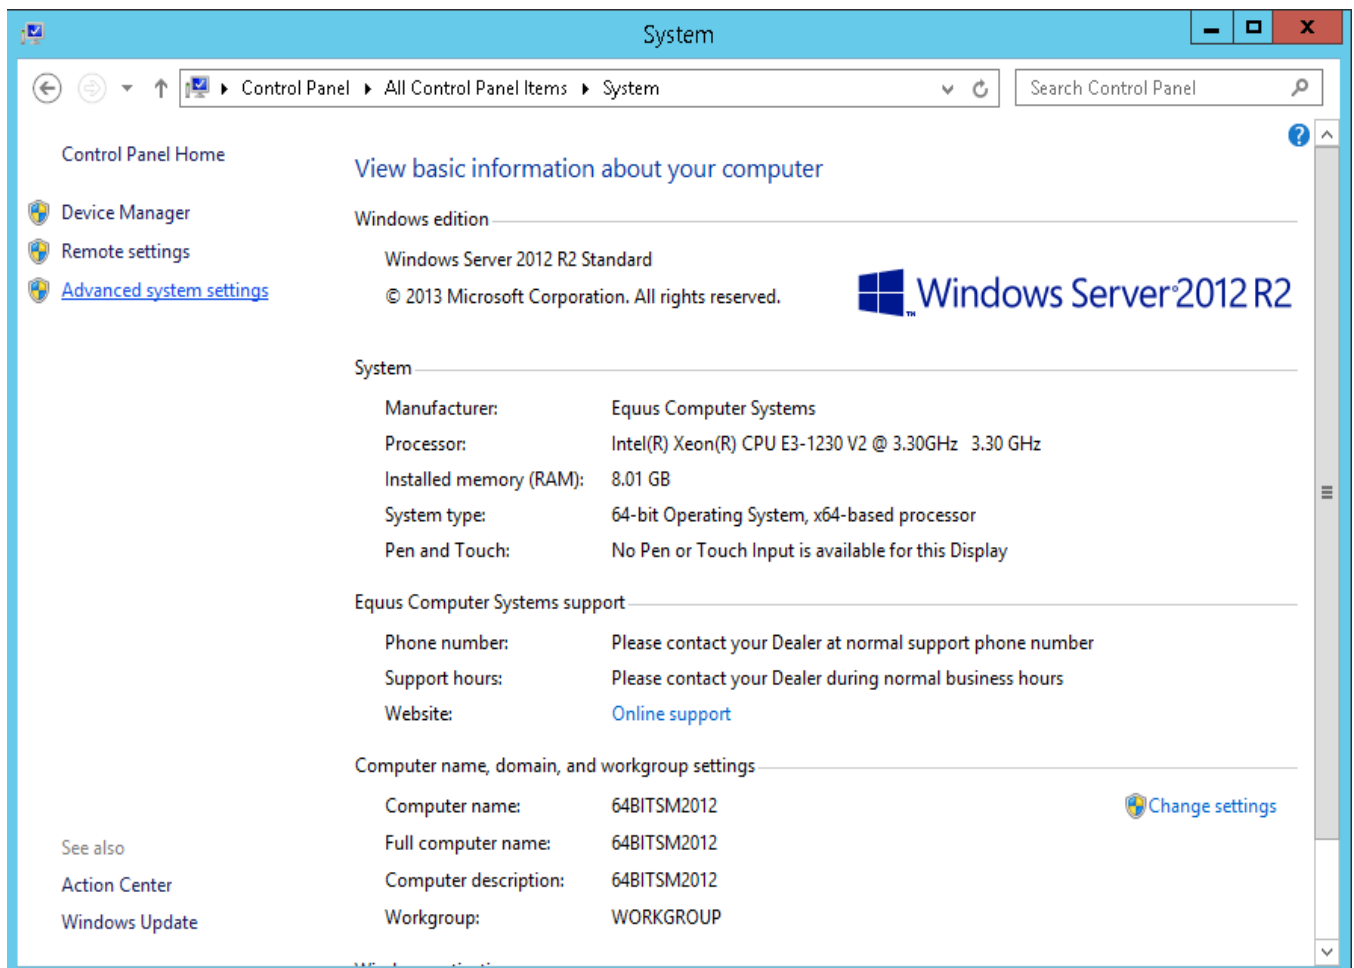 System
Control Panel All Control Panel Items System
Search Control Panel
Control Panel Home
Device Manager
Remote settings
Advanced system settings
See also
Action Center
Windows Update
View basic information about your computer
Windows edition
Windows Server 2012 R2 Standard
© 2013 Microsoft Corporation. All rights reserved.
Windows Server 2012 R2
TM
System
Manufacturer: Equus Computer Systems
Processor: Intel(R) Xeon(R) CPU E3-1230 V2 @ 3.30GHz 3.30 GHz
Installed memory (RAM): 8.01 GB
System type: 64-bit Operating System, x64-based processor
Pen and Touch: No Pen or Touch Input is available for this Display
Equus Computer Systems support
Phone number: Please contact your Dealer at normal support phone number
Support hours: Please contact your Dealer during normal business hours
Website: Online support
Computer name, domain, and workgroup settings
Computer name: 64BITSM2012 Change settings
Full computer name: 64BITSM2012
Computer description: 64BITSM2012
Workgroup: WORKGROUP